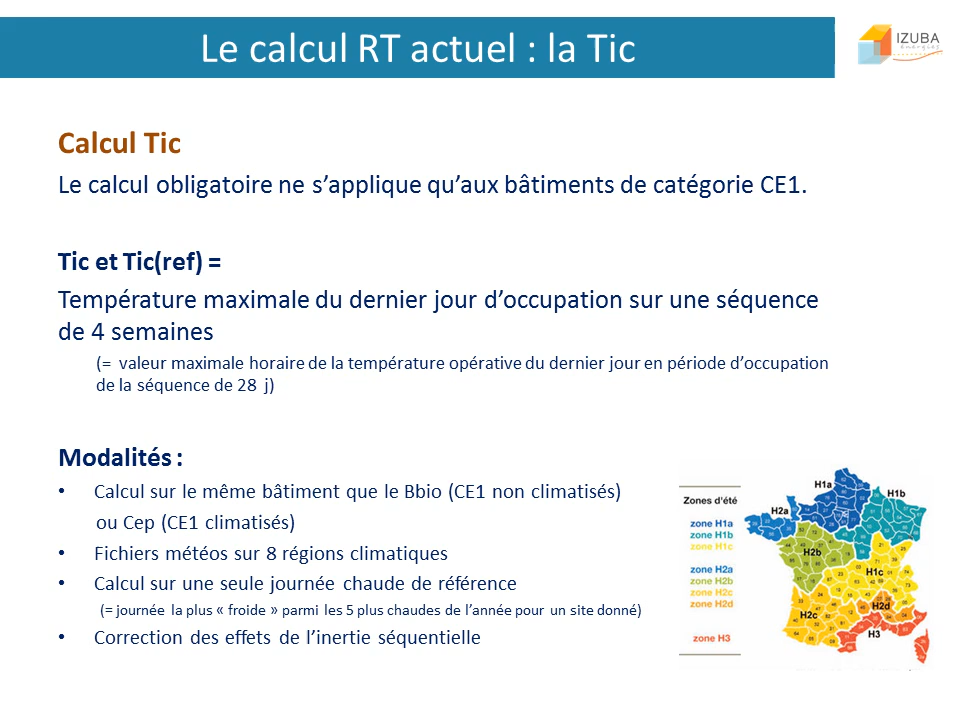 Le calcul RT actuel : la Tic
IZUBA
énergies
Calcul Tic
Le calcul obligatoire ne s’applique qu’aux bâtiments de catégorie CE1.
Tic et Tic(ref) =
Température maximale du dernier jour d’occupation sur une séquence
de 4 semaines
(= valeur maximale horaire de la température opérative du dernier jour en période d’occupation
de la séquence de 28 j)
Modalités :
• Calcul sur le même bâtiment que le Bbio (CE1 non climatisés)
ou Cep (CE1 climatisés)
• Fichiers météos sur 8 régions climatiques
• Calcul sur une seule journée chaude de référence
(= journée la plus « froide » parmi les 5 plus chaudes de l’année pour un site donné)
• Correction des effets de l’inertie séquentielle
Zones d'été
zone H1a
zone H1b
zone H1c
zone H2a
zone H2b
zone H2c
zone H2d
zone H3
H1a
H1b
H2a
H2b
H1c
H2d
H2c
H3